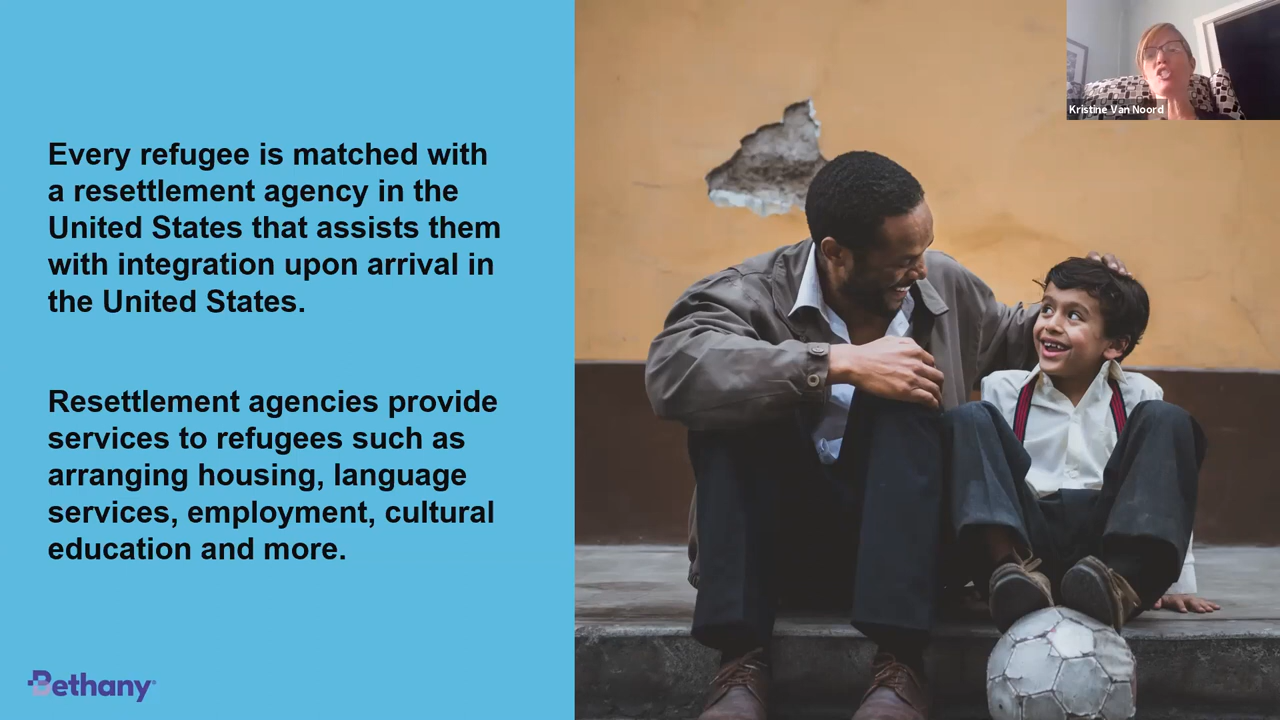 Every refugee is matched with
a resettlement agency in the
United States that assists them
with integration upon arrival in
the United States.
Resettlement agencies provide
services to refugees such as
arranging housing, language
services, employment, cultural
education and more.
Bethany®
Kristine Van Noord